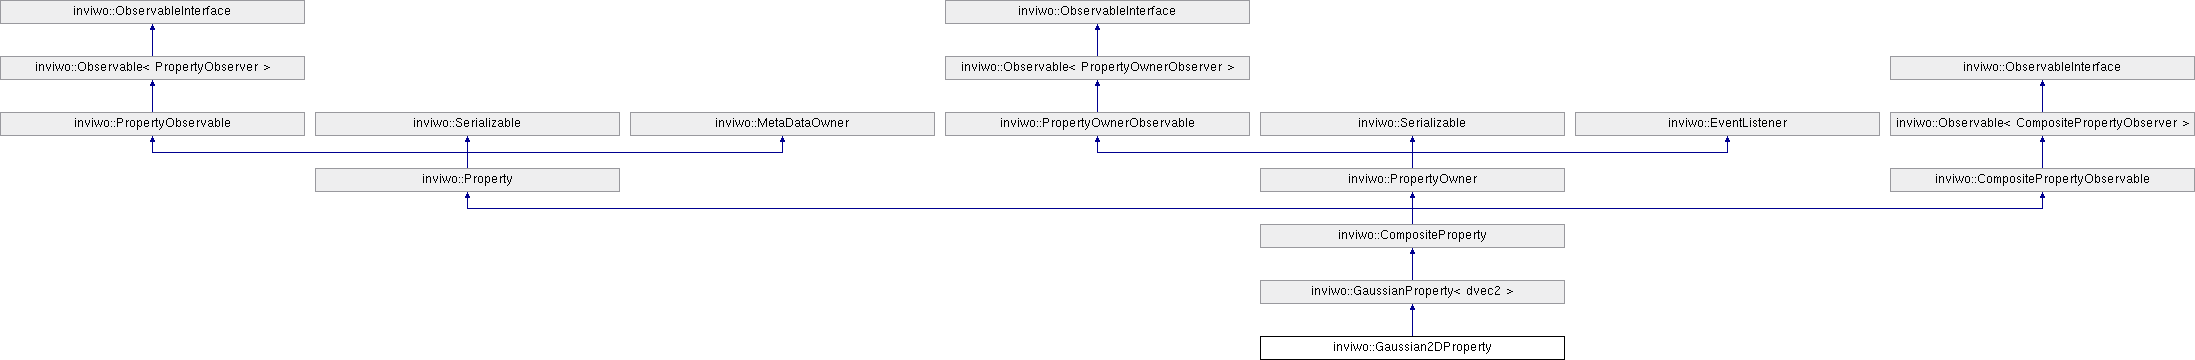 inviwo::ObservableInterface
inviwo::ObservableInterface
inviwo::Observable< PropertyObserver >
inviwo::Observable< PropertyOwnerObserver >
inviwo::ObservableInterface
inviwo::PropertyObservable
inviwo::Serializable
inviwo::MetaDataOwner
inviwo::PropertyOwnerObservable
inviwo::Serializable
inviwo::EventListener
inviwo::Observable< CompositePropertyObserver >
inviwo::Property
inviwo::PropertyOwner
inviwo::CompositePropertyObservable
inviwo::CompositeProperty
inviwo::GaussianProperty< dvec2 >
inviwo::Gaussian2DProperty